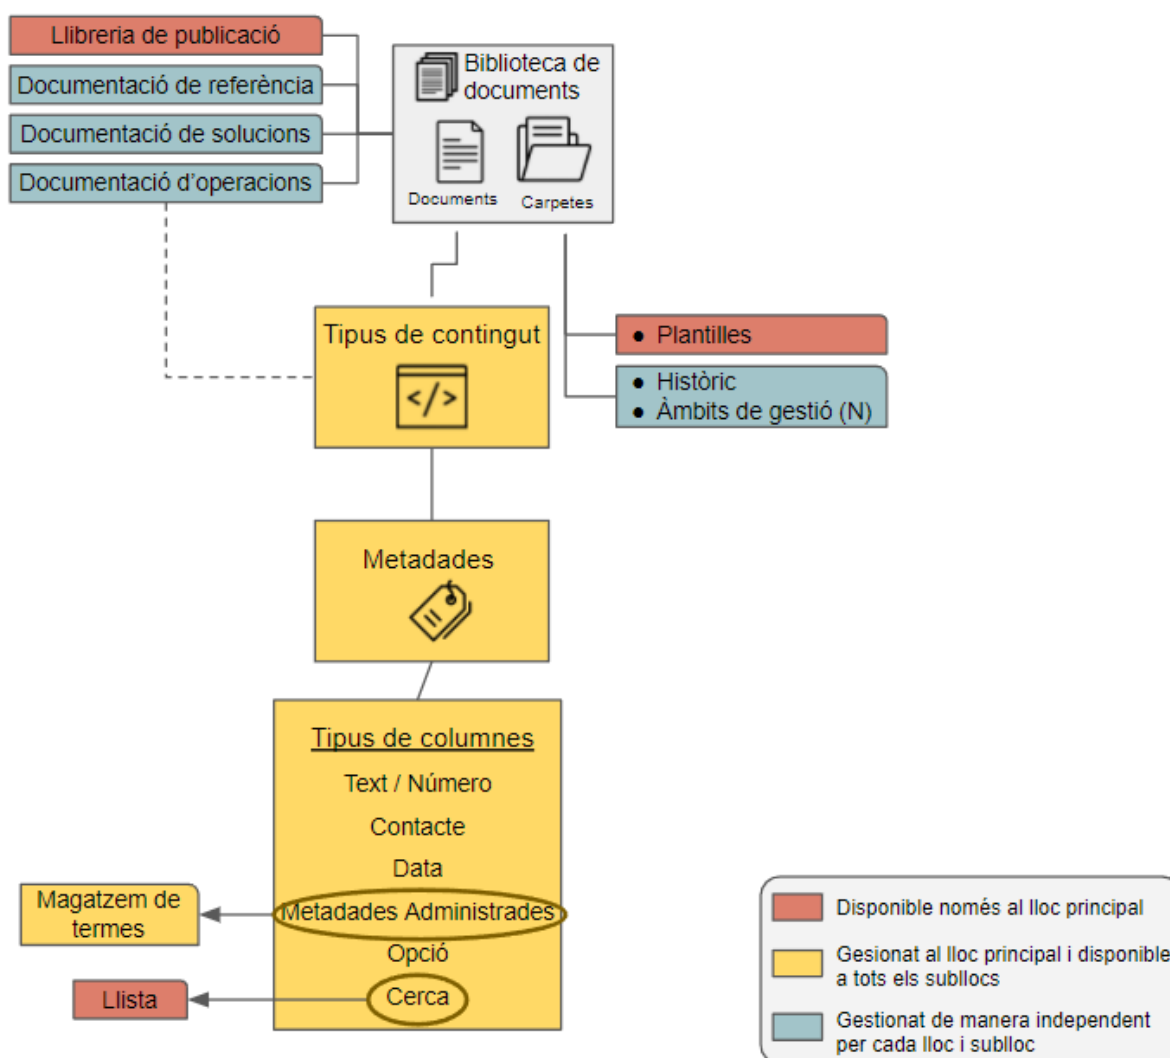 Llibreria de publicació
Documentació de referència
Documentació de solucions
Documentació d’operacions
Biblioteca de
documents
Documents
Carpetes
Tipus de contingut
</>
● Plantilles
● Històric
● Àmbits de gestió (N)
Metadades
Tipus de columnes
Text / Número
Contacte
Data
Metadades Administrades
Opció
Cerca
Magatzem de
termes
Llista
Disponible nomès al lloc principal
Gesionat al lloc principal i disponible
a tots els subllocs
Gestionat de manera independent
per cada lloc i sublloc